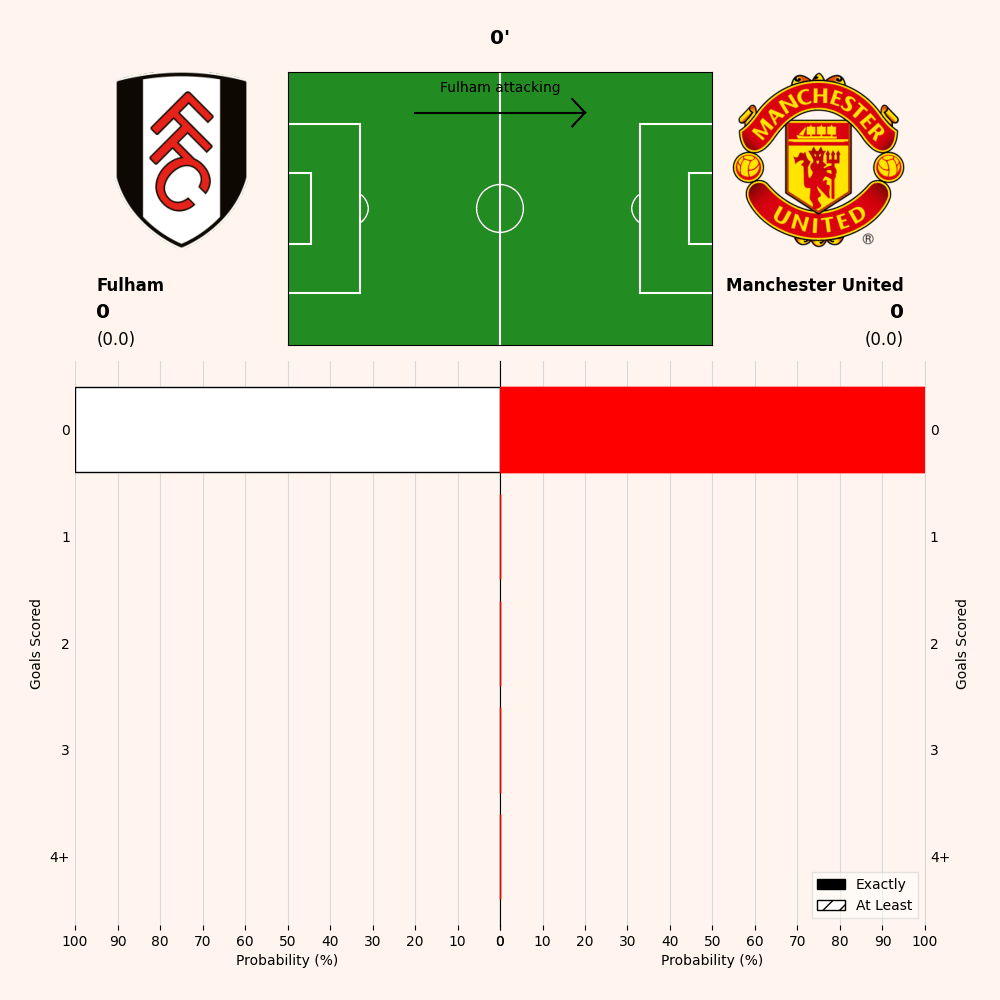 0'
Fulham attacking
FFC
MANCHESTER
UNITED
®
Fulham
0
(0.0)
Manchester United
0
(0.0)
0
1
2
3
4+
Goals Scored
0
1
2
3
4+
Goals Scored
Exactly
At Least
100 90 80 70 60 50 40 30 20 10 0 10 20 30 40 50 60 70 80 90 100
Probability (%)
Probability (%)